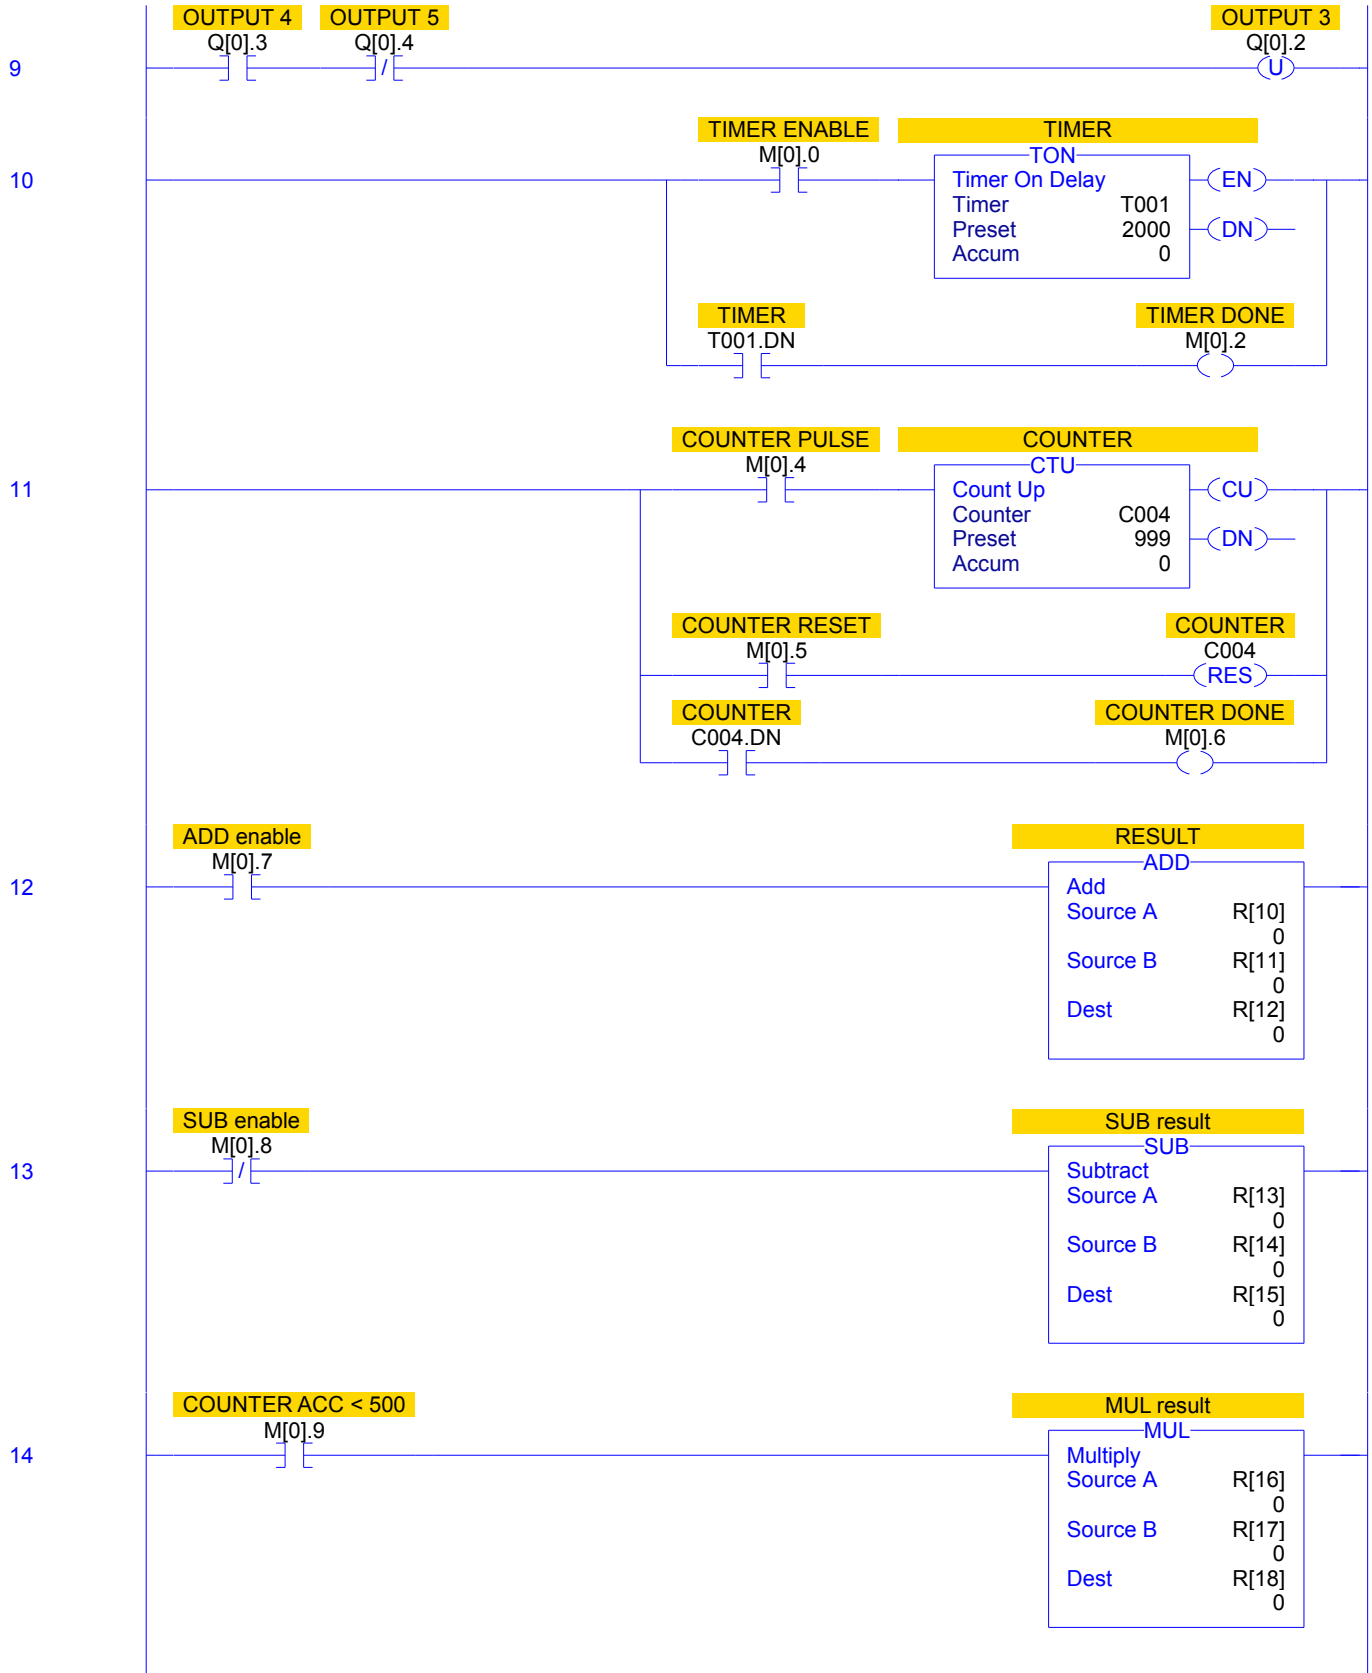 OUTPUT 4 OUTPUT 5 OUTPUT 3
Q[0].3 Q[0].4 Q[0].2
9 / U
TIMER ENABLE TIMER
M[0].0 TON
10 Timer On Delay EN
Timer T001
Preset 2000 DN
Accum 0
TIMER TIMER DONE
T001.DN M[0].2
COUNTER PULSE COUNTER
M[0].4 CTU
11 Count Up CU
Counter C004
Preset 999 DN
Accum 0
COUNTER RESET COUNTER
M[0].5 C004
RES
COUNTER COUNTER DONE
C004.DN M[0].6
ADD enable RESULT
M[0].7 ADD
12 Add
Source A R[10]
0
Source B R[11]
0
Dest R[12]
0
SUB enable SUB result
M[0].8 SUB
13 / Subtract
Source A R[13]
0
Source B R[14]
0
Dest R[15]
0
COUNTER ACC < 500 MUL result
M[0].9 MUL
14 Multiply
Source A R[16]
0
Source B R[17]
0
Dest R[18]
0